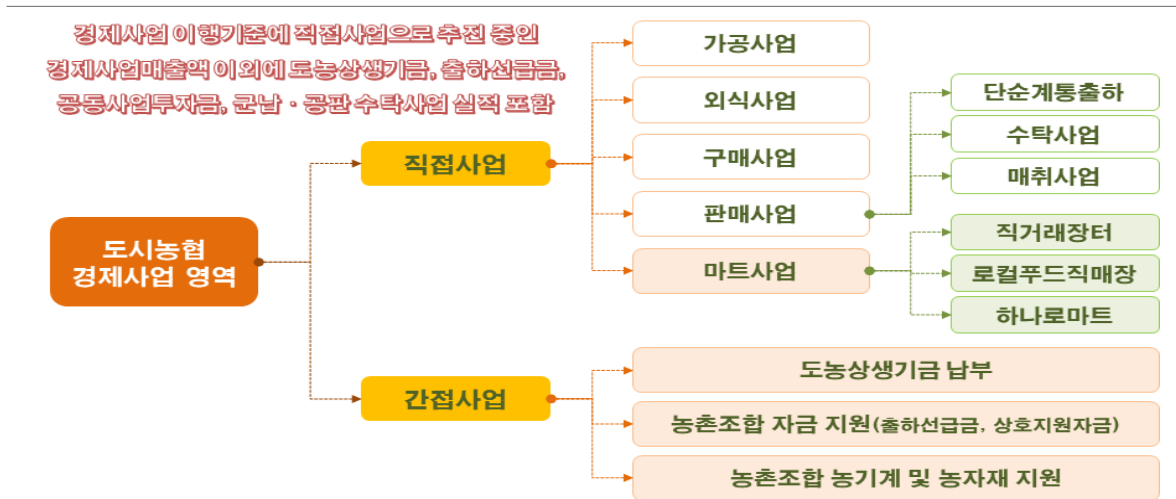 경제사업 이행기준에 직접사업으로 추진 중인
경제사업매출액 이외에 도농상생기금, 출하선급금,
공동사업투자금, 군납 · 공판 수탁사업 실적 포함
도시농협
경제사업 영역
직접사업
가공사업
외식사업
구매사업
판매사업
단순계통출하
수탁사업
매취사업
마트사업
직거래장터
로컬푸드직매장
하나로마트
간접사업
도농상생기금 납부
농촌조합 자금 지원(출하선급금, 상호지원자금)
농촌조합 농기계 및 농자재 지원